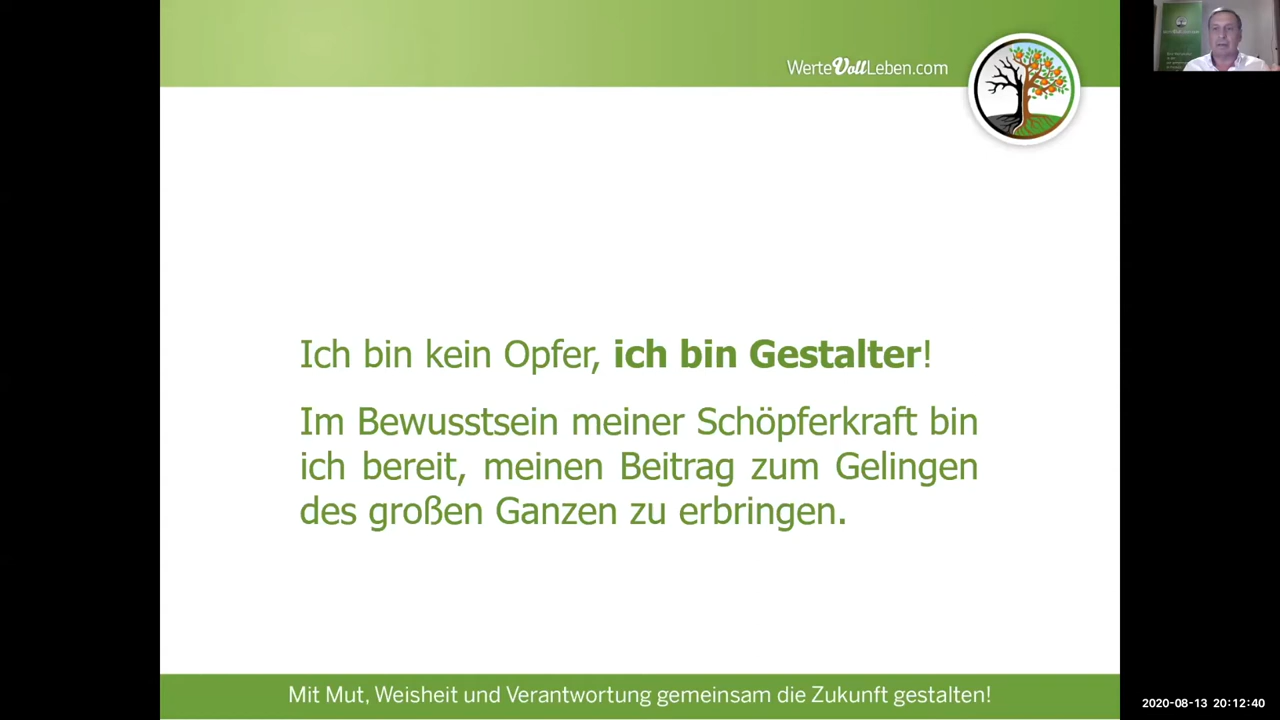 WerteVollLeben.com
Ich bin kein Opfer, ich bin Gestalter!
Im Bewusstsein meiner Schöpferkraft bin
ich bereit, meinen Beitrag zum Gelingen
des großen Ganzen zu erbringen.
Mit Mut, Weisheit und Verantwortung gemeinsam die Zukunft gestalten!
2020-08-13 20:12:40